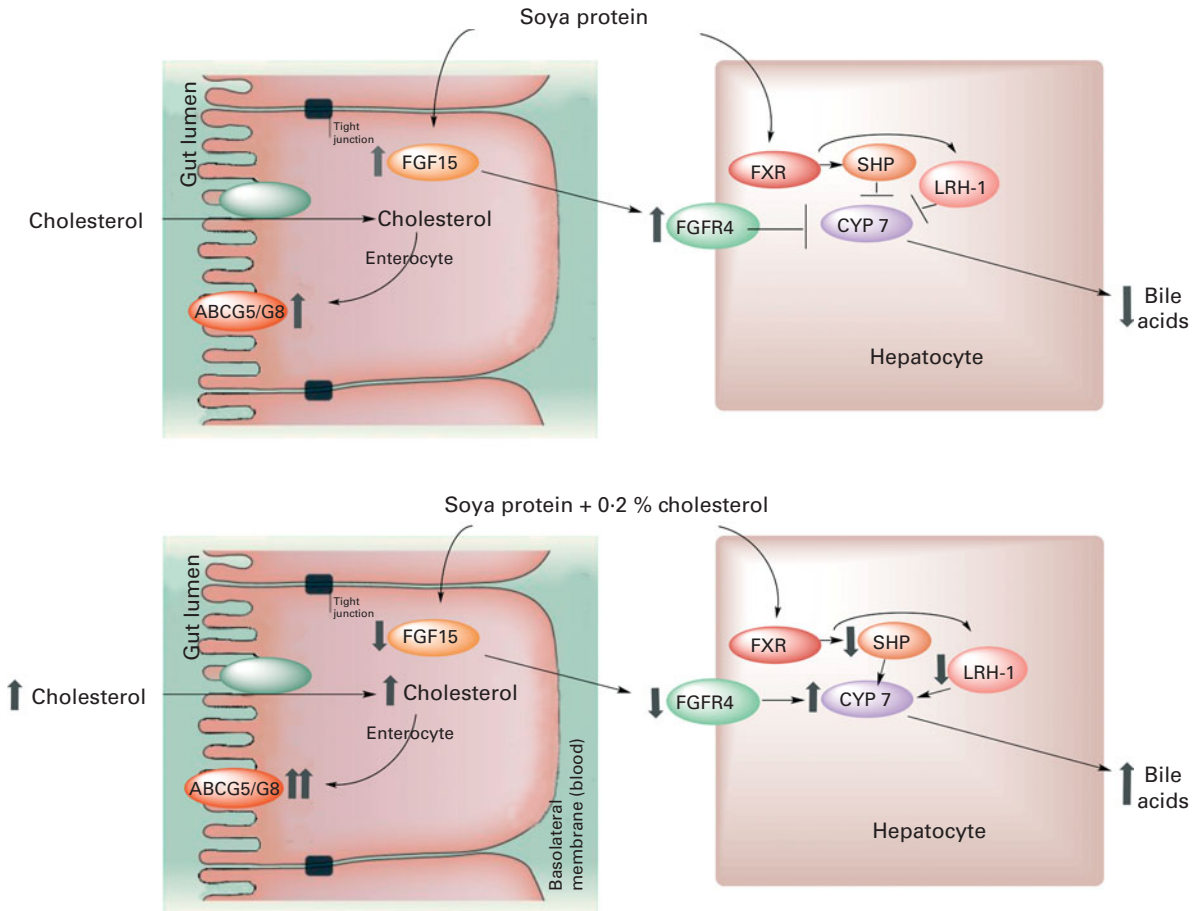 Soya protein
Gut lumen
Tight
junction
FGF15
Cholesterol
Cholesterol
Enterocyte
ABCG5/G8
FXR
SHP
LRH-1
FGFR4
CYP 7
Bile
acids
Hepatocyte
Soya protein + 0·2 % cholesterol
Gut lumen
Tight
junction
FGF15
Cholesterol
Cholesterol
Enterocyte
ABCG5/G8
Basolateral
membrane (blood)
FXR
SHP
LRH-1
FGFR4
CYP 7
Bile
acids
Hepatocyte